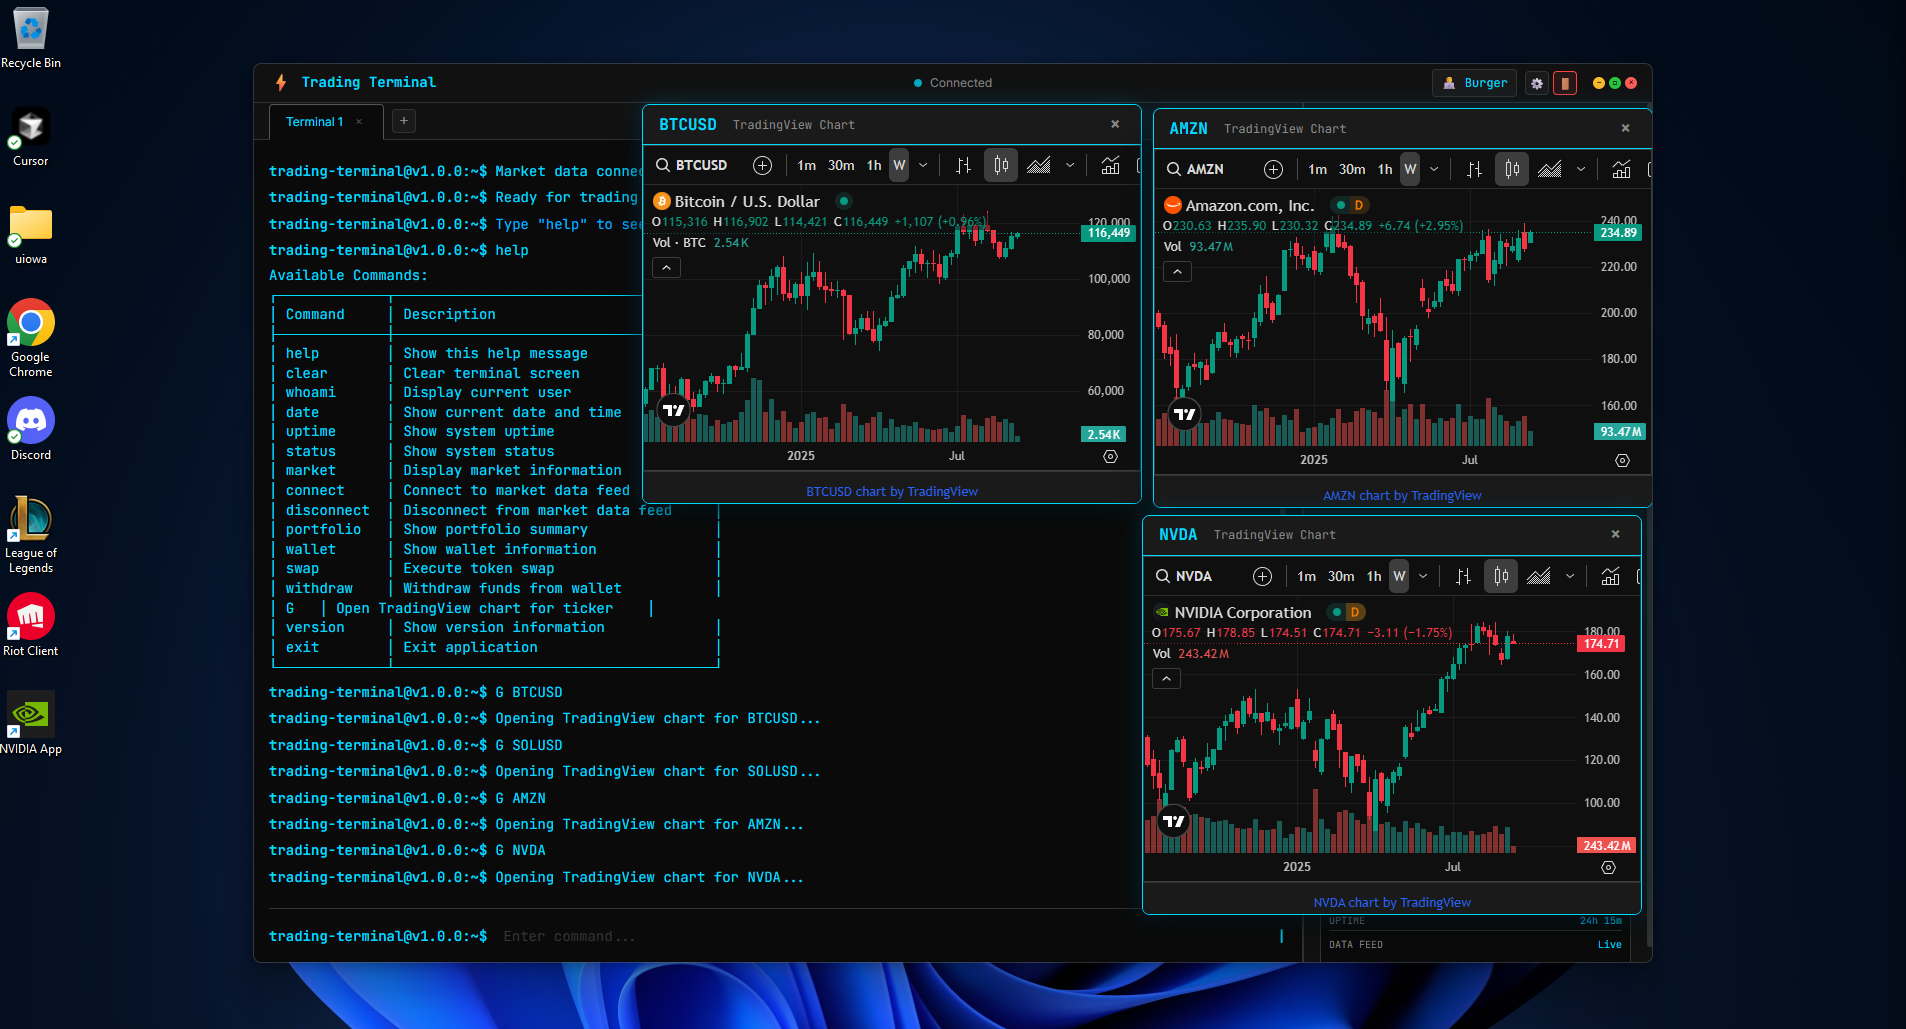 Recycle Bin
Cursor
uiowa
Google
Chrome
Discord
League of
Legends
Riot Client
NVIDIA App
Trading Terminal
Connected
Burger
Terminal 1 ×
+
trading-terminal@v1.0.0:~$ Market data conne
trading-terminal@v1.0.0:~$ Ready for trading
trading-terminal@v1.0.0:~$ Type "help" to se
trading-terminal@v1.0.0:~$ help
Available Commands:
Command Description
help Show this help message
clear Clear terminal screen
whoami Display current user
date Show current date and time
uptime Show system uptime
status Show system status
market Display market information
connect Connect to market data feed
disconnect Disconnect from market data feed
portfolio Show portfolio summary
wallet Show wallet information
swap Execute token swap
withdraw Withdraw funds from wallet
G Open TradingView chart for ticker
version Show version information
exit Exit application
trading-terminal@v1.0.0:~$ G BTCUSD
trading-terminal@v1.0.0:~$ Opening TradingView chart for BTCUSD...
trading-terminal@v1.0.0:~$ G SOLUSD
trading-terminal@v1.0.0:~$ Opening TradingView chart for SOLUSD...
trading-terminal@v1.0.0:~$ G AMZN
trading-terminal@v1.0.0:~$ Opening TradingView chart for AMZN...
trading-terminal@v1.0.0:~$ G NVDA
trading-terminal@v1.0.0:~$ Opening TradingView chart for NVDA...
trading-terminal@v1.0.0:~$ Enter command...
BTCUSD TradingView Chart ×
BTCUSD 1m 30m 1h W
Bitcoin / U.S. Dollar
O115,316 H116,902 L114,421 C116,449 +1,107 (+0.96%)
Vol · BTC 2.54K
120,000
116,449
100,000
80,000
60,000
2.54K
2025 Jul
BTCUSD chart by TradingView
AMZN TradingView Chart ×
AMZN 1m 30m 1h W
Amazon.com, Inc. D
O230.63 H235.90 L230.32 C234.89 +6.74 (+2.95%)
Vol 93.47M
240.00
234.89
220.00
200.00
180.00
160.00
93.47M
2025 Jul
AMZN chart by TradingView
NVDA TradingView Chart ×
NVDA 1m 30m 1h W
NVIDIA Corporation D
O175.67 H178.85 L174.51 C174.71 −3.11 (−1.75%)
Vol 243.42M
180.00
174.71
160.00
140.00
120.00
100.00
243.42M
2025 Jul
NVDA chart by TradingView
UPTIME 24h 15m
DATA FEED Live